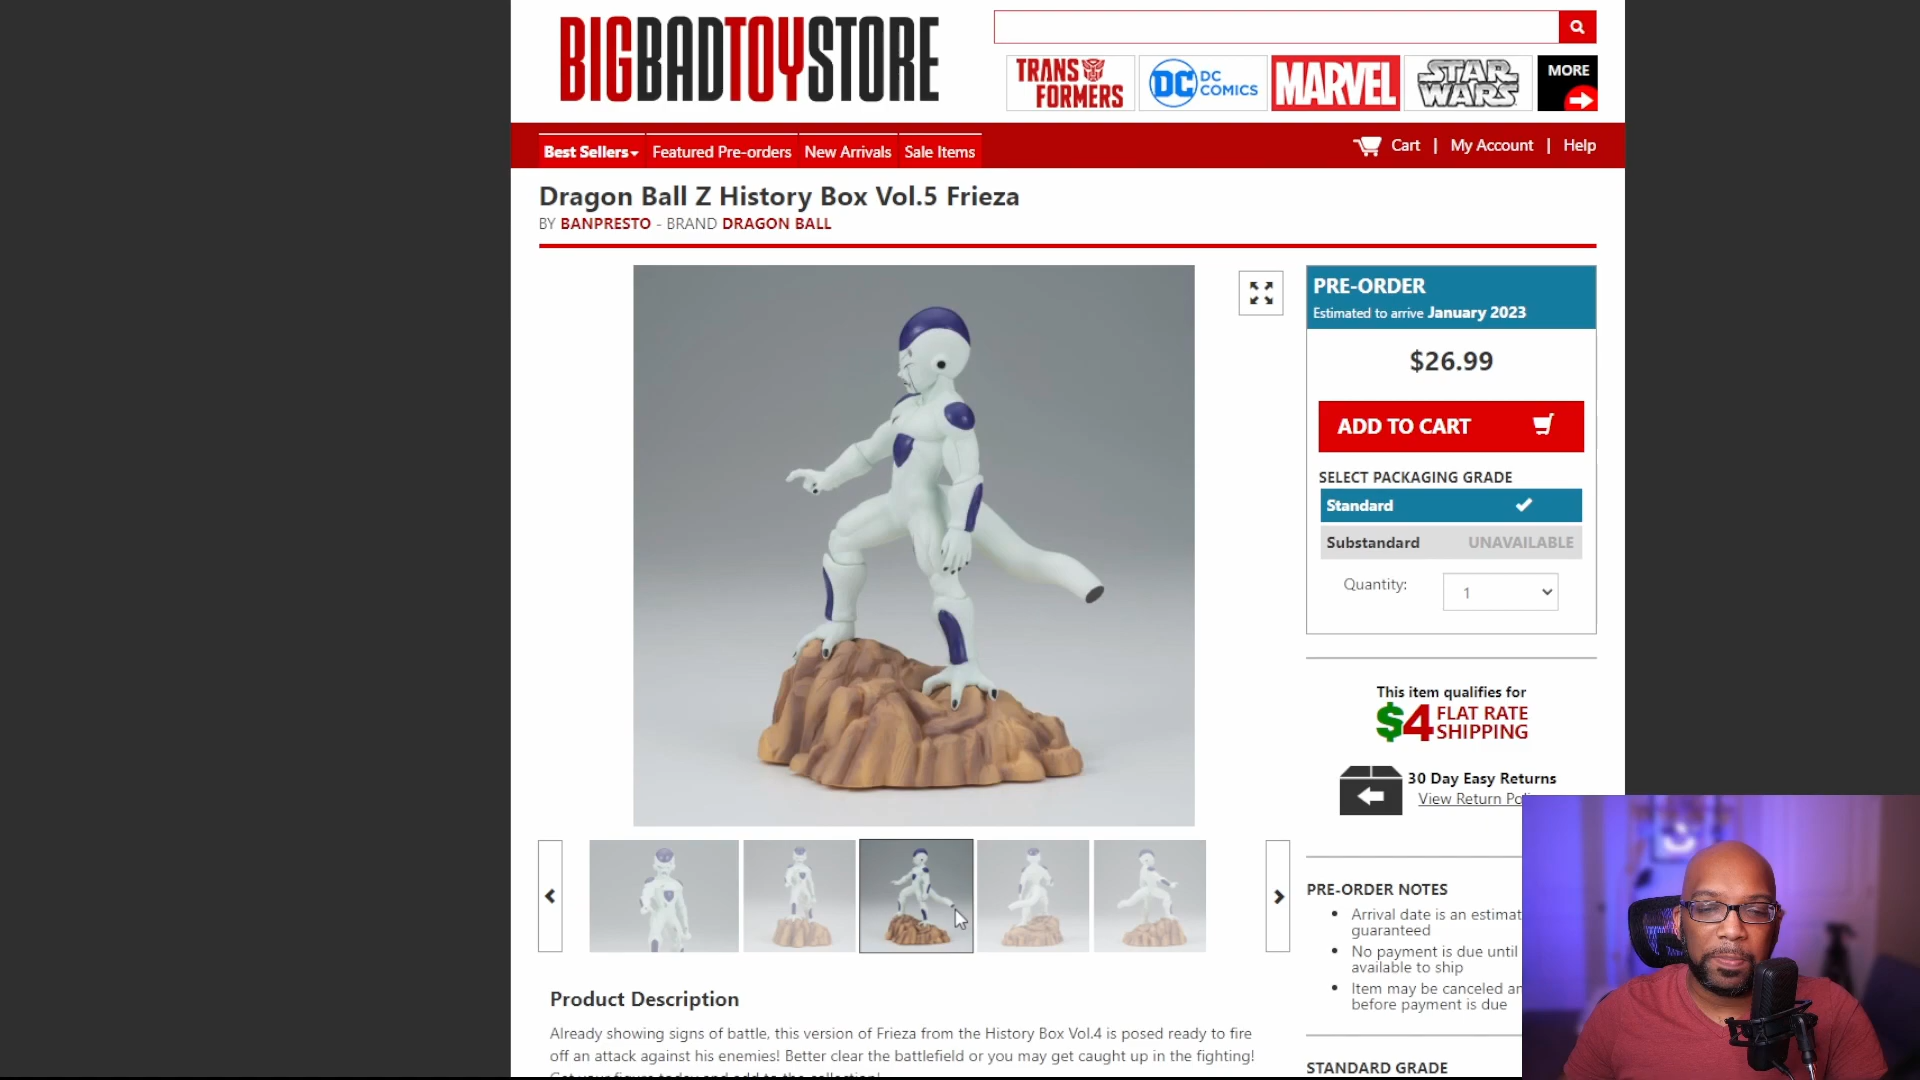 BIGBADTOYSTORE
TRANSFORMERS
DC DC COMICS
MARVEL
STAR WARS
MORE
Best Sellers
Featured Pre-orders
New Arrivals
Sale Items
Cart | My Account | Help
Dragon Ball Z History Box Vol.5 Frieza
BY BANPRESTO - BRAND DRAGON BALL
PRE-ORDER
Estimated to arrive January 2023
$26.99
ADD TO CART
SELECT PACKAGING GRADE
Standard
Substandard UNAVAILABLE
Quantity: 1
This item qualifies for
$4 FLAT RATE
SHIPPING
30 Day Easy Returns
View Return
PRE-ORDER NOTES
• Arrival date is an
guaranteed
• No payment is due until
available to ship
• Item may be canceled
before payment is due
STANDARD GRADE
Product Description
Already showing signs of battle, this version of Frieza from the History Box Vol.4 is posed ready to fire
off an attack against his enemies! Better clear the battlefield or you may get caught up in the fighting!